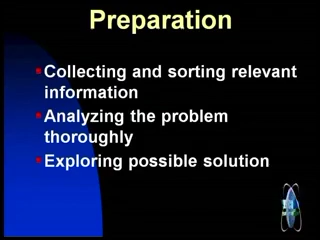 Preparation
Collecting and sorting relevant
information
Analyzing the problem
thoroughly
Exploring possible solution